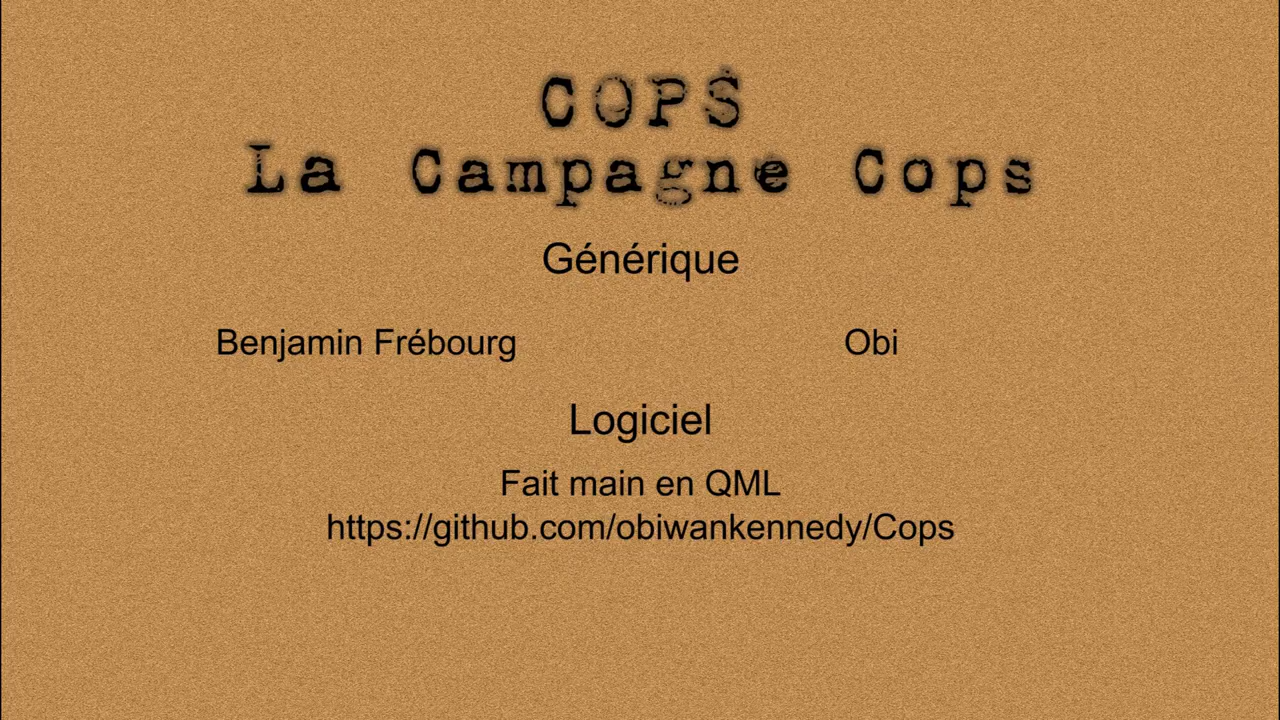 COPS
La Campagne Cops
Générique
Benjamin Frébourg Obi
Logiciel
Fait main en QML
https://github.com/obiwankennedy/Cops